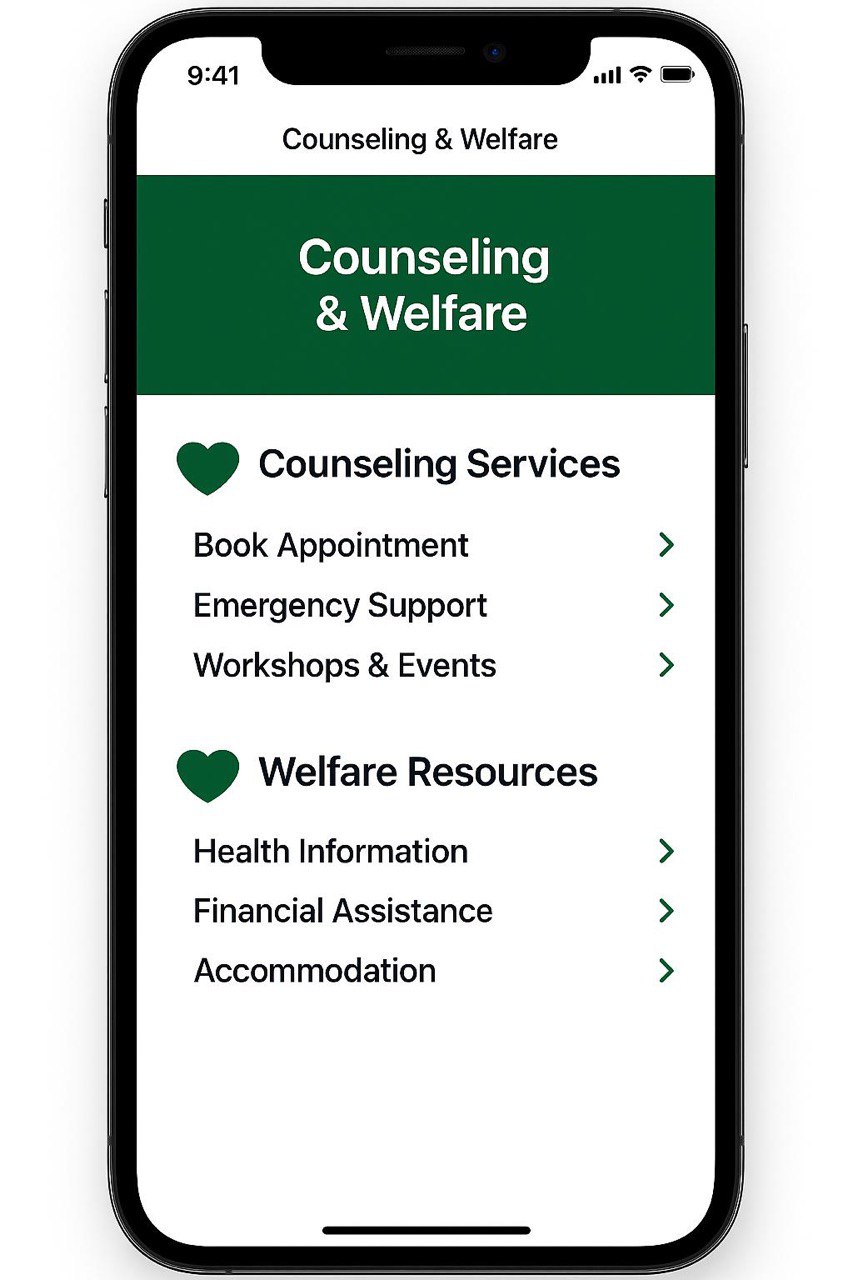 9:41
Counseling & Welfare
Counseling
& Welfare
Counseling Services
Book Appointment
Emergency Support
Workshops & Events
Welfare Resources
Health Information
Financial Assistance
Accommodation